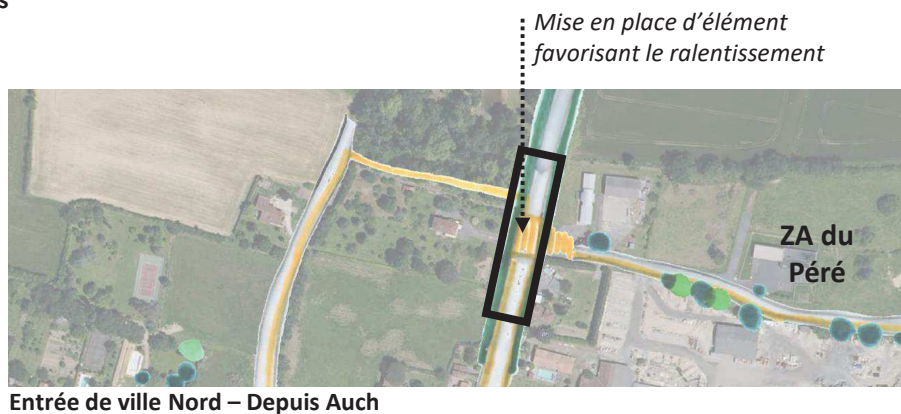 s
Mise en place d’élément
favorisant le ralentissement
ZA du
Péré
Entrée de ville Nord – Depuis Auch